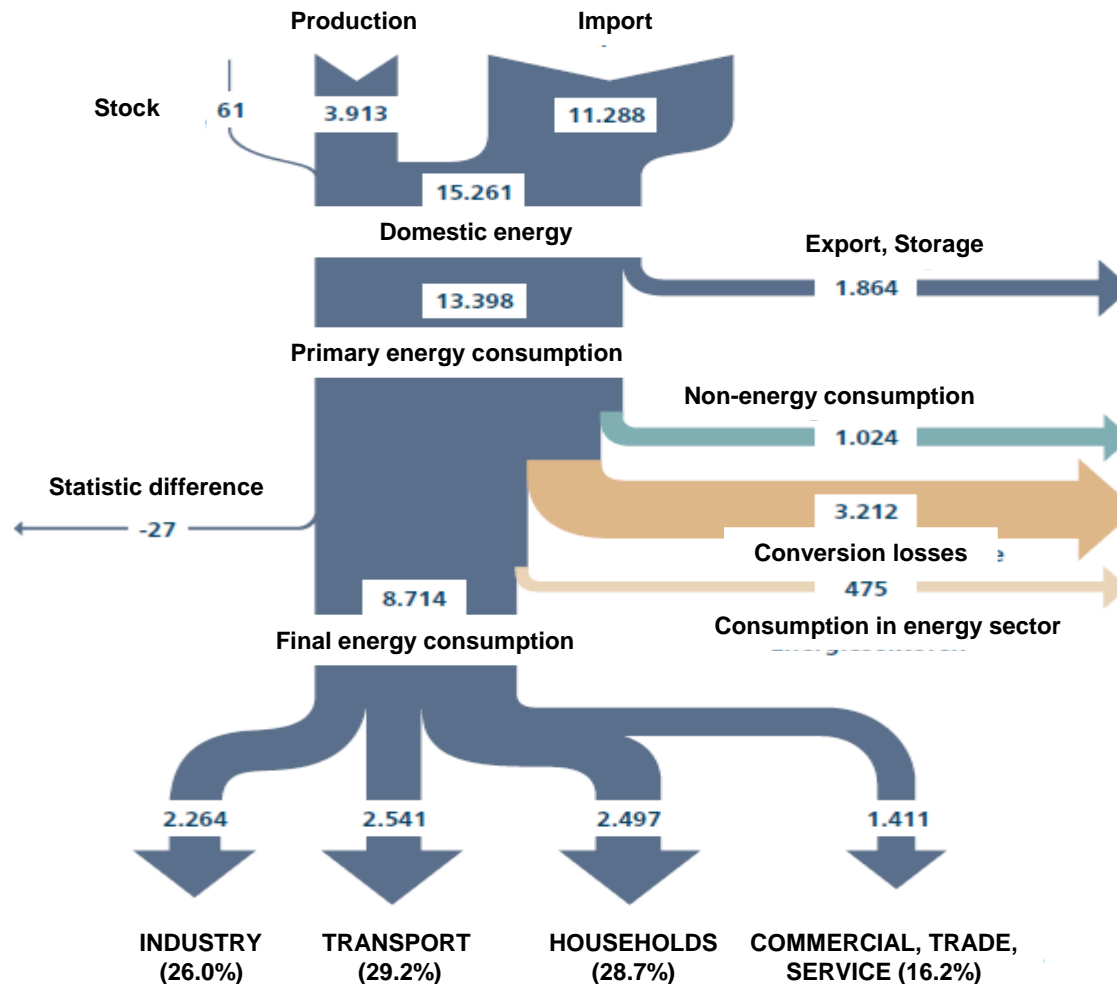 Production
Import
Stock
61
3.913
11.288
15.261
Domestic energy
Export, Storage
13.398
1.864
Primary energy consumption
Non-energy consumption
1.024
Statistic difference
-27
3.212
Conversion losses
8.714
475
Final energy consumption
Consumption in energy sector
2.264
2.541
2.497
1.411
INDUSTRY
(26.0%)
TRANSPORT
(29.2%)
HOUSEHOLDS
(28.7%)
COMMERCIAL, TRADE,
SERVICE (16.2%)